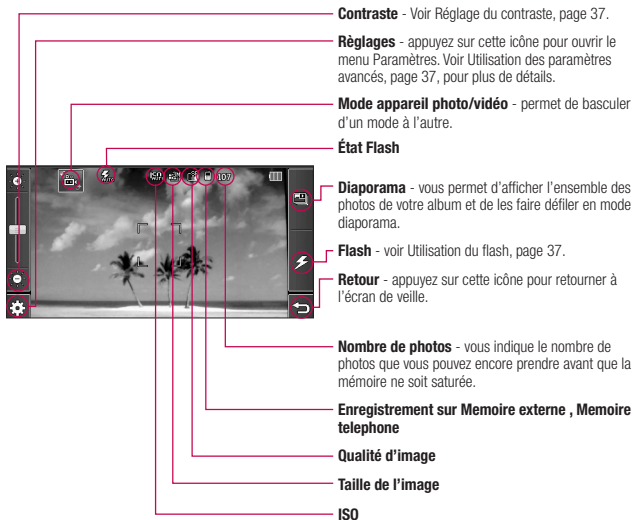 Contraste - Voir Réglage du contraste, page 37.
Règlages - appuyez sur cette icône pour ouvrir le
menu Paramètres. Voir Utilisation des paramètres
avancés, page 37, pour plus de détails.
Mode appareil photo/vidéo - permet de basculer
d’un mode à l’autre.
État Flash
AUTO
107
Diaporama - vous permet d’afficher l’ensemble des
photos de votre album et de les faire défiler en mode
diaporama.
Flash - voir Utilisation du flash, page 37.
Retour - appuyez sur cette icône pour retourner à
l’écran de veille.
Nombre de photos - vous indique le nombre de
photos que vous pouvez encore prendre avant que la
mémoire ne soit saturée.
Enregistrement sur Memoire externe , Memoire
telephone
Qualité d’image
Taille de l’image
ISO